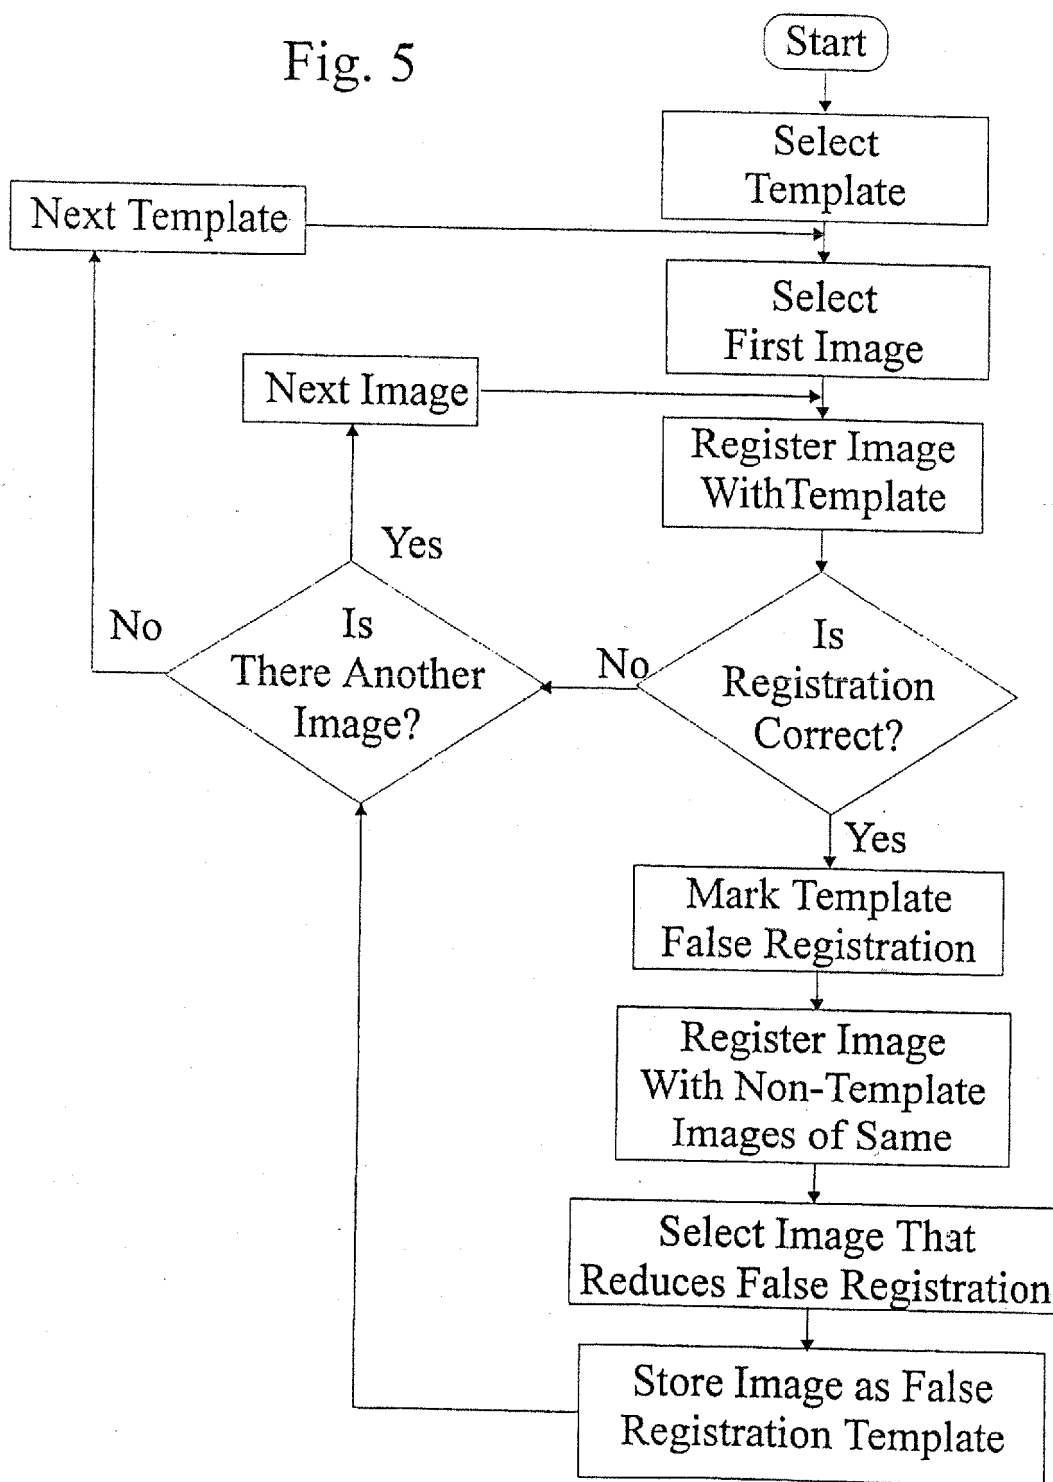 Fig. 5
Start
Select
Template
Next Template
Select
First Image
Next Image
Register Image
WithTemplate
Yes
No
Is
There Another
Image?
No
Is
Registration
Correct?
Yes
Mark Template
False Registration
Register Image
With Non-Template
Images of Same
Select Image That
Reduces False Registration
Store Image as False
Registration Template